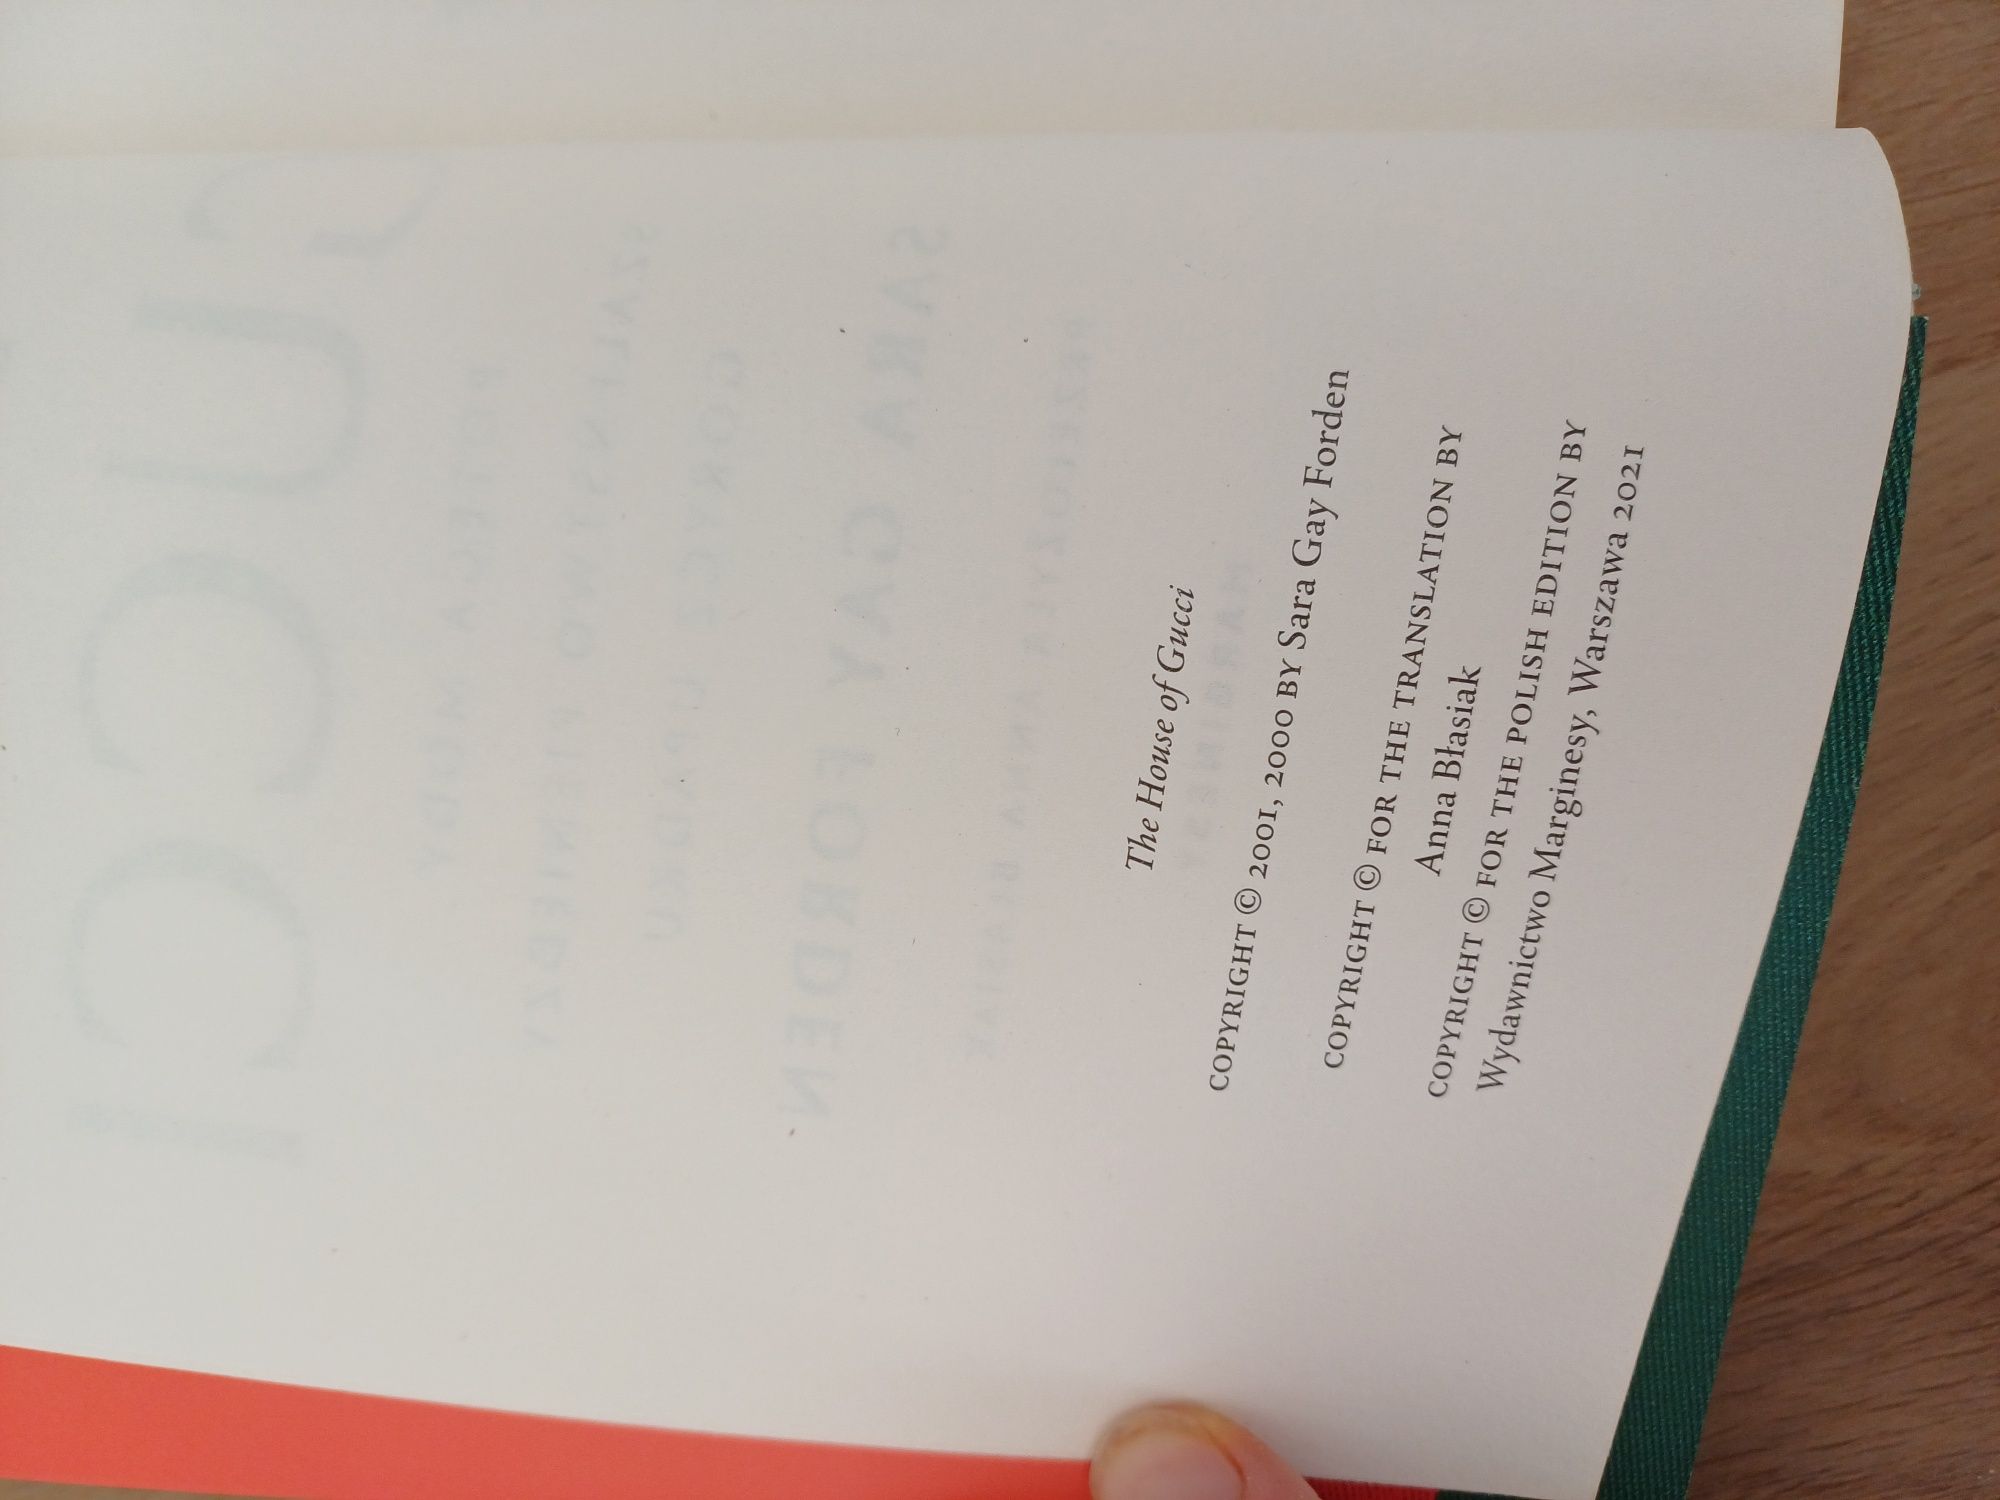 The House of Gucci
COPYRIGHT © 2001, 2000 BY Sara Gay Forden
COPYRIGHT © FOR THE TRANSLATION BY
Anna Błasiak
COPYRIGHT © FOR THE POLISH EDITION BY
Wydawnictwo Marginesy, Warszawa 2021